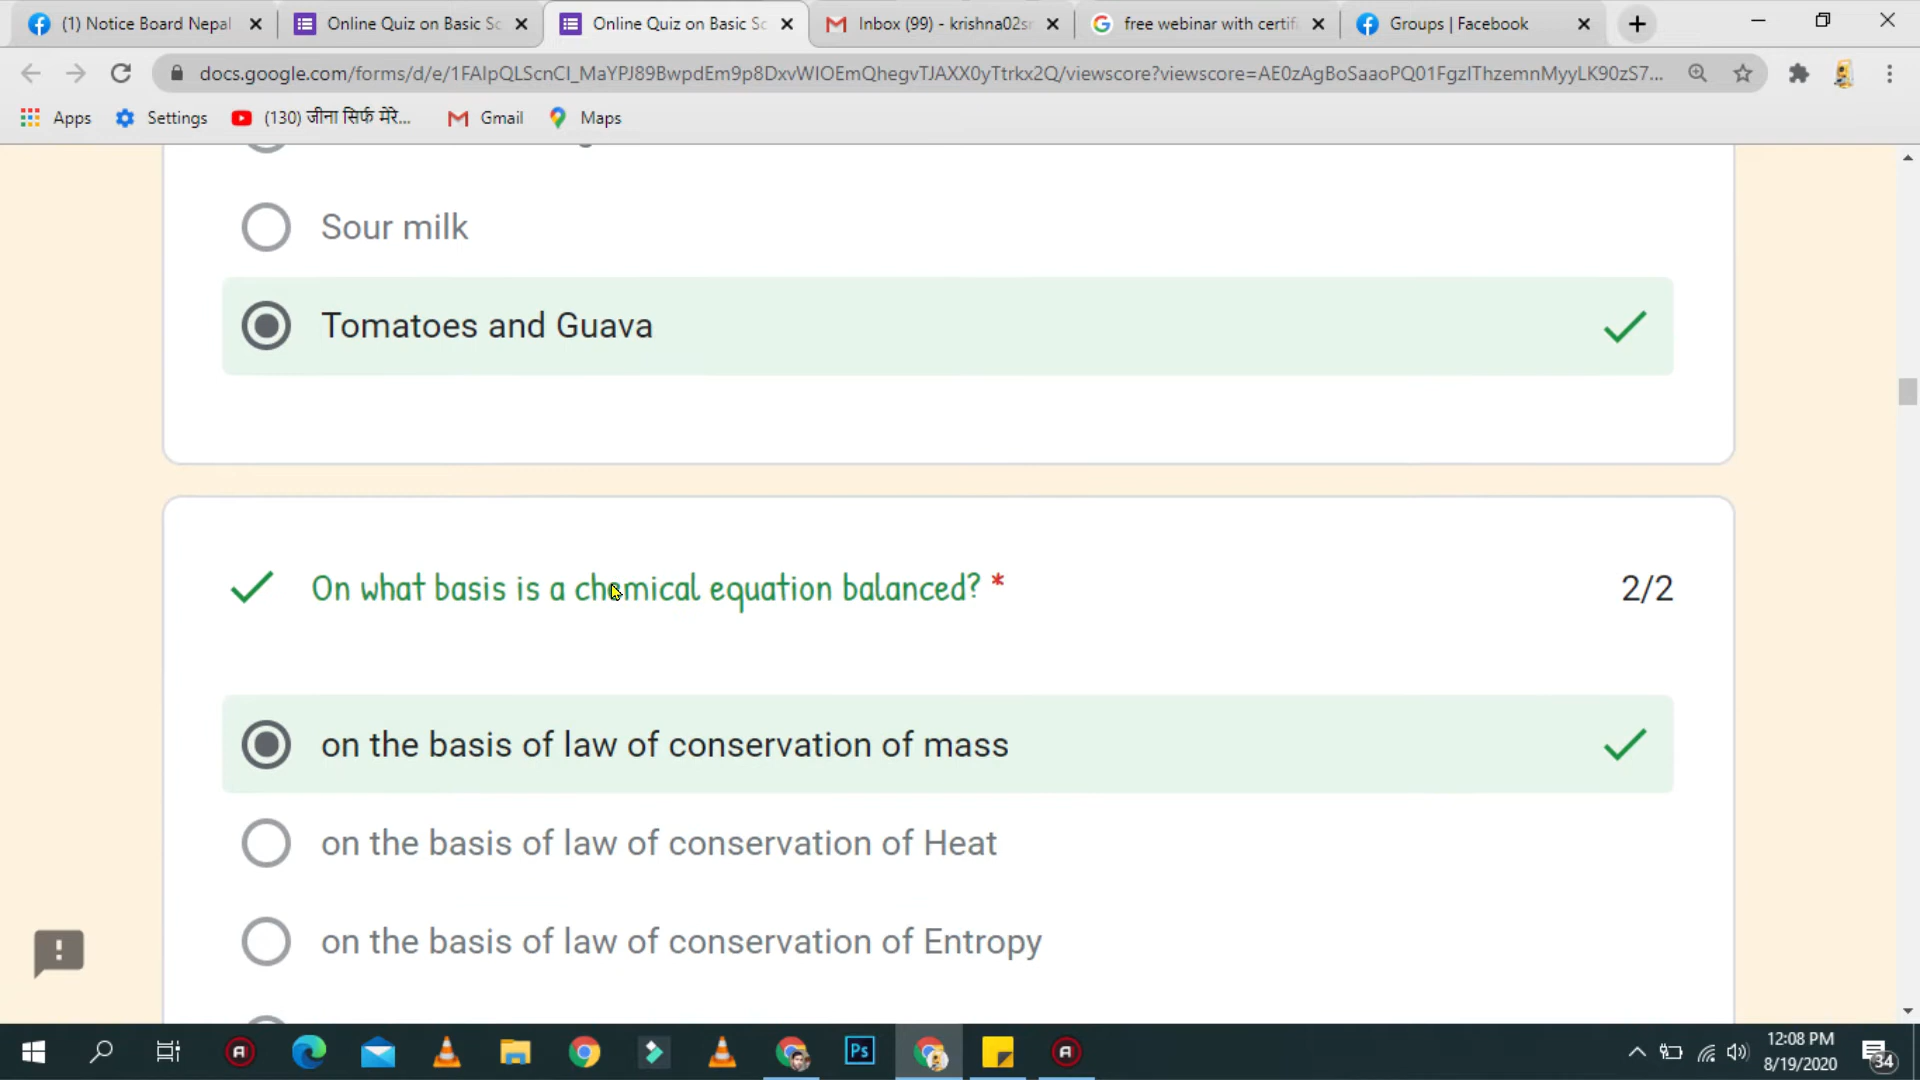 (1) Notice Board Nepal
Online Quiz on Basic Sc
Online Quiz on Basic Sc
Inbox (99) - krishna02sr
free webinar with certifi
Groups | Facebook
docs.google.com/forms/d/e/1FAIpQLScnCI_MaYPJ89BwpdEm9p8DxvWIOEmQhegvTJAXX0yTtrkx2Q/viewscore?viewscore=AE0zAgBoSaaoPQ01FgzIThzemnMyyLK90zS7...
Apps
Settings
(130) जीना सिर्फ मेरे...
Gmail
Maps
Sour milk
Tomatoes and Guava
On what basis is a chemical equation balanced? *
2/2
on the basis of law of conservation of mass
on the basis of law of conservation of Heat
on the basis of law of conservation of Entropy
Ps
12:08 PM
8/19/2020
34